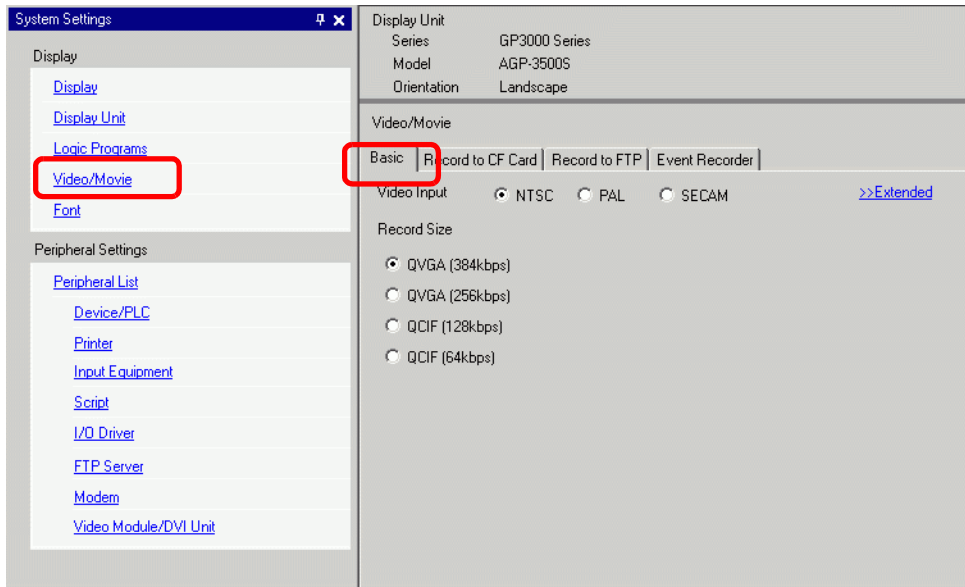 System Settings
Display
Display
Display Unit
Logic Programs
Video/Movie
Font
Peripheral Settings
Peripheral List
Device/PLC
Printer
Input Equipment
Script
I/O Driver
FTP Server
Modem
Video Module/DVI Unit
Display Unit
Series GP3000 Series
Model AGP-3500S
Orientation Landscape
Video/Movie
Basic Record to CF Card Record to FTP Event Recorder
Video Input NTSC PAL SECAM >>Extended
Record Size
QVGA (384kbps)
QVGA (256kbps)
QCIF (128kbps)
QCIF (64kbps)